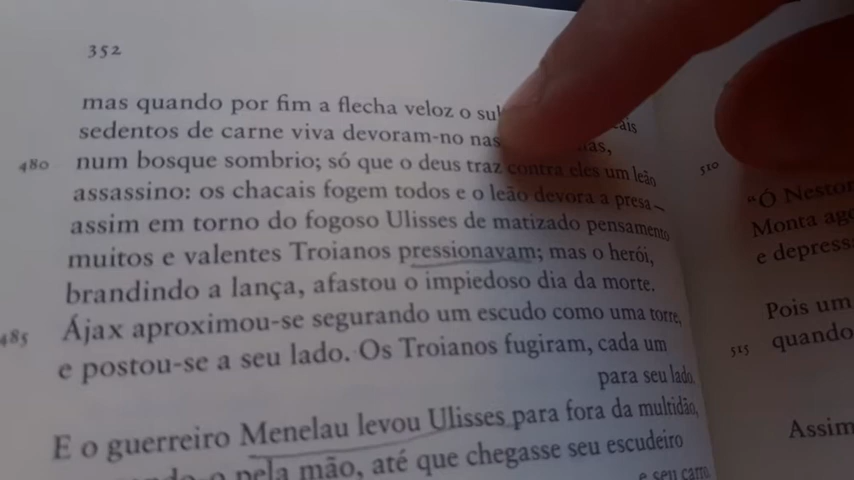 352
mas quando por fim a flecha veloz o
sedentos de carne viva devoram-no nas
480 num bosque sombrio; só que o deus traz contra eles um leão
assassino: os chacais fogem todos e o leão devora a presa —
assim em torno do fogoso Ulisses de matizado pensamento
muitos e valentes Troianos pressionavam; mas o herói,
brandindo a lança, afastou o impiedoso dia da morte.
485 Ájax aproximou-se segurando um escudo como uma torre,
e postou-se a seu lado. Os Troianos fugiram, cada um
para seu lado.
E o guerreiro Menelau levou Ulisses para fora da multidão,
pela mão, até que chegasse seu escudeiro
e seu carro.
510
"Ó Nestor
Monta
e
Pois um
515 quando
Assim